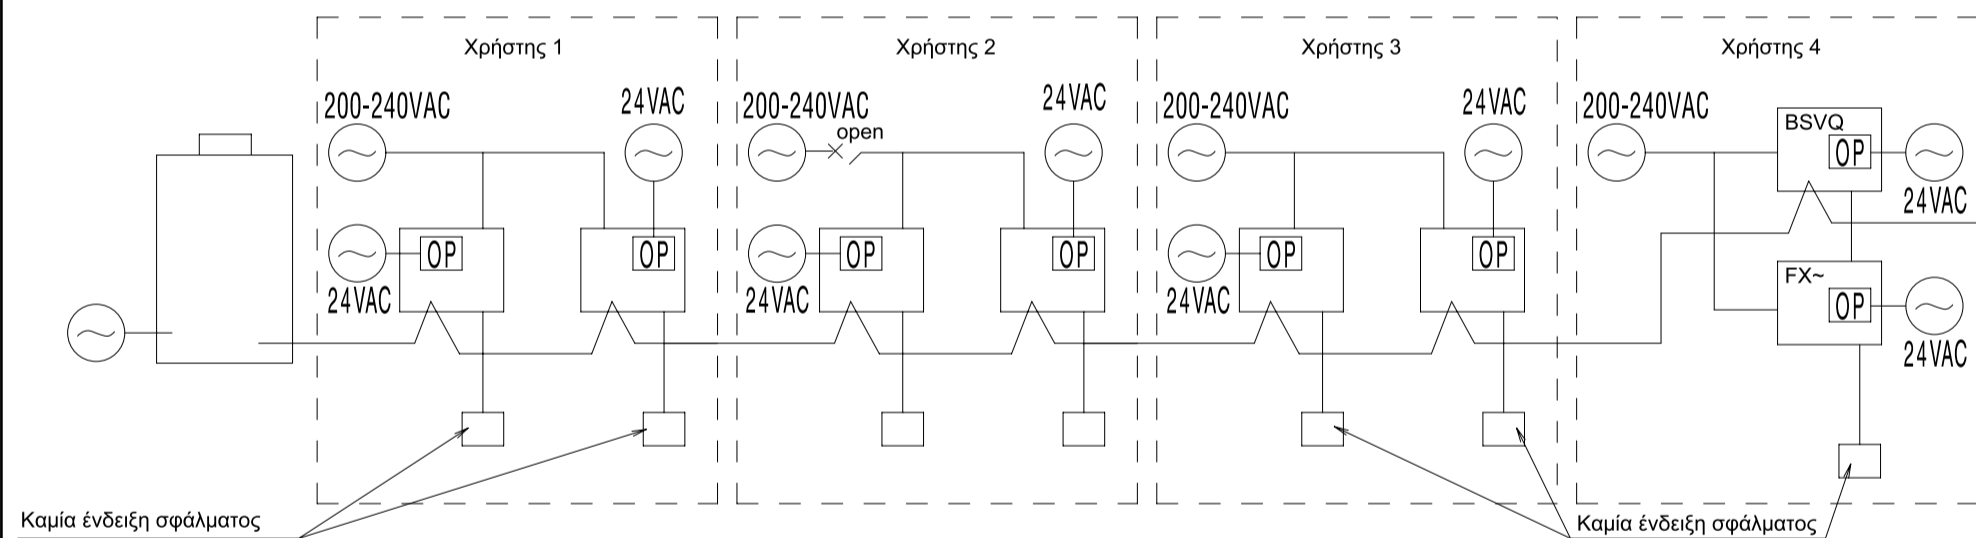 Χρήστης 1
Χρήστης 2
Χρήστης 3
Χρήστης 4
200-240VAC
24VAC
200-240VAC
open
24VAC
200-240VAC
24VAC
200-240VAC
BSVQ
OP
24VAC
OP
24VAC
OP
OP
24VAC
OP
OP
24VAC
OP
FX~
OP
24VAC
Καμία ένδειξη σφάλματος
Καμία ένδειξη σφάλματος